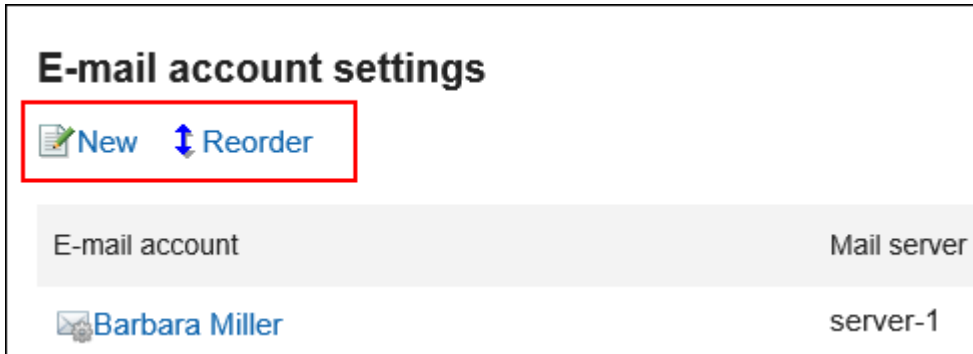 E-mail account settings
New Reorder
E-mail account Mail server
Barbara Miller server-1